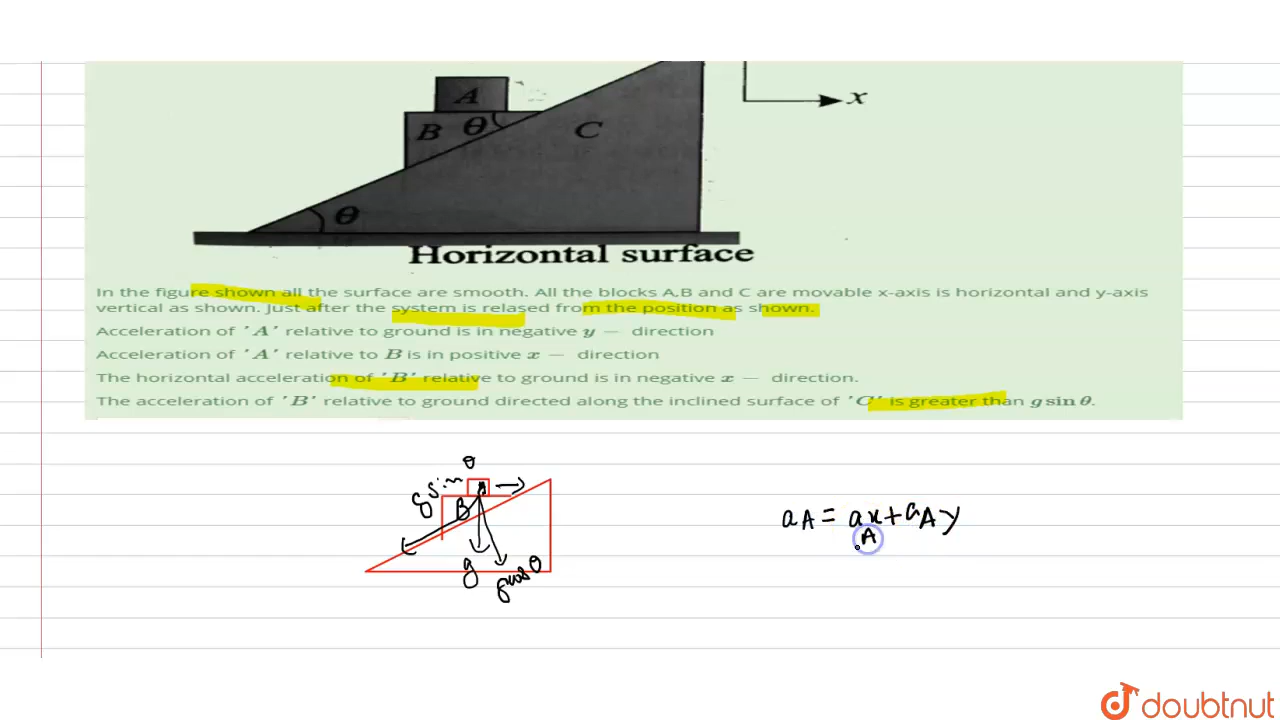 A
x
B θ C
θ
Horizontal surface
In the figure shown all the surface are smooth. All the blocks A,B and C are movable x-axis is horizontal and y-axis
vertical as shown. Just after the system is relased from the position as shown.
Acceleration of 'A' relative to ground is in negative y − direction
Acceleration of 'A' relative to B is in positive x − direction
The horizontal acceleration of 'B' relative to ground is in negative x − direction.
The acceleration of 'B' relative to ground directed along the inclined surface of 'C' is greater than g sin θ.
θ
g sin
A
B
g
g cos θ
aA = ax + aAy
A
doubtnut